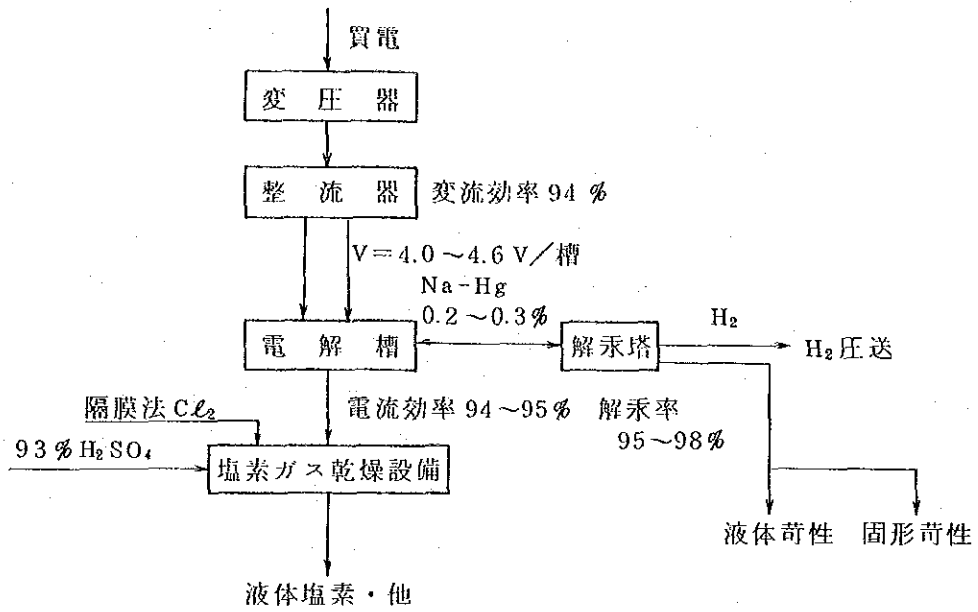 買電
変圧器
整流器 変流効率 94 %
V=4.0~4.6 V/槽
Na-Hg
0.2~0.3%
電解槽 解汞塔 H₂ H₂圧送
隔膜法 Cℓ₂ 電流効率 94~95% 解汞率
95~98%
93% H₂SO₄ 塩素ガス乾燥設備
液体苛性 固形苛性
液体塩素・他